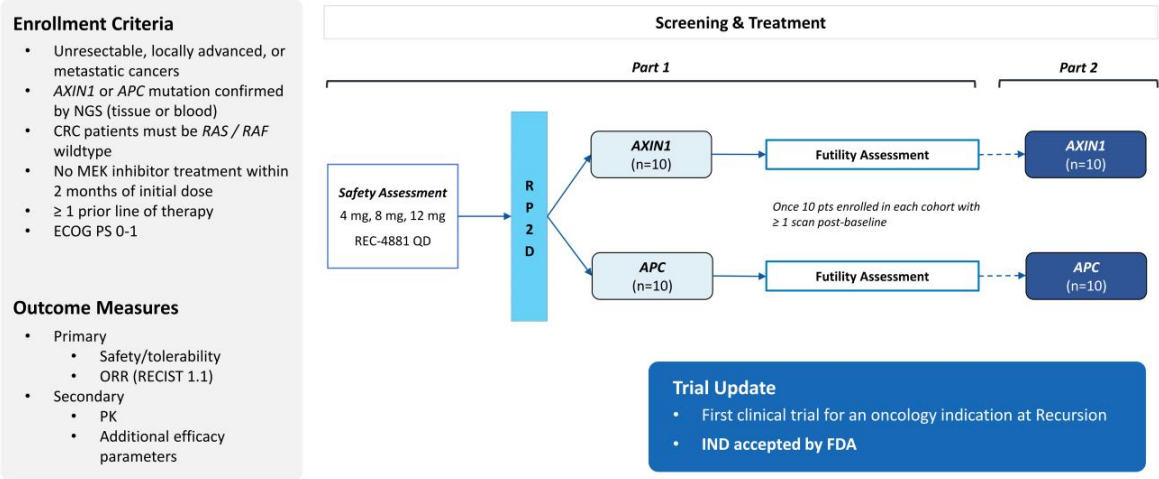 Enrollment Criteria
• Unresectable, locally advanced, or
metastatic cancers
• AXIN1 or APC mutation confirmed
by NGS (tissue or blood)
• CRC patients must be RAS / RAF
wildtype
• No MEK inhibitor treatment within
2 months of initial dose
• ≥ 1 prior line of therapy
• ECOG PS 0-1
Outcome Measures
• Primary
• Safety/tolerability
• ORR (RECIST 1.1)
• Secondary
• PK
• Additional efficacy
parameters
Screening & Treatment
Part 1
Part 2
Safety Assessment
4 mg, 8 mg, 12 mg
REC-4881 QD
R
P
2
D
AXIN1
(n=10)
Futility Assessment
AXIN1
(n=10)
Once 10 pts enrolled in each cohort with
≥ 1 scan post-baseline
APC
(n=10)
Futility Assessment
APC
(n=10)
Trial Update
• First clinical trial for an oncology indication at Recursion
• IND accepted by FDA